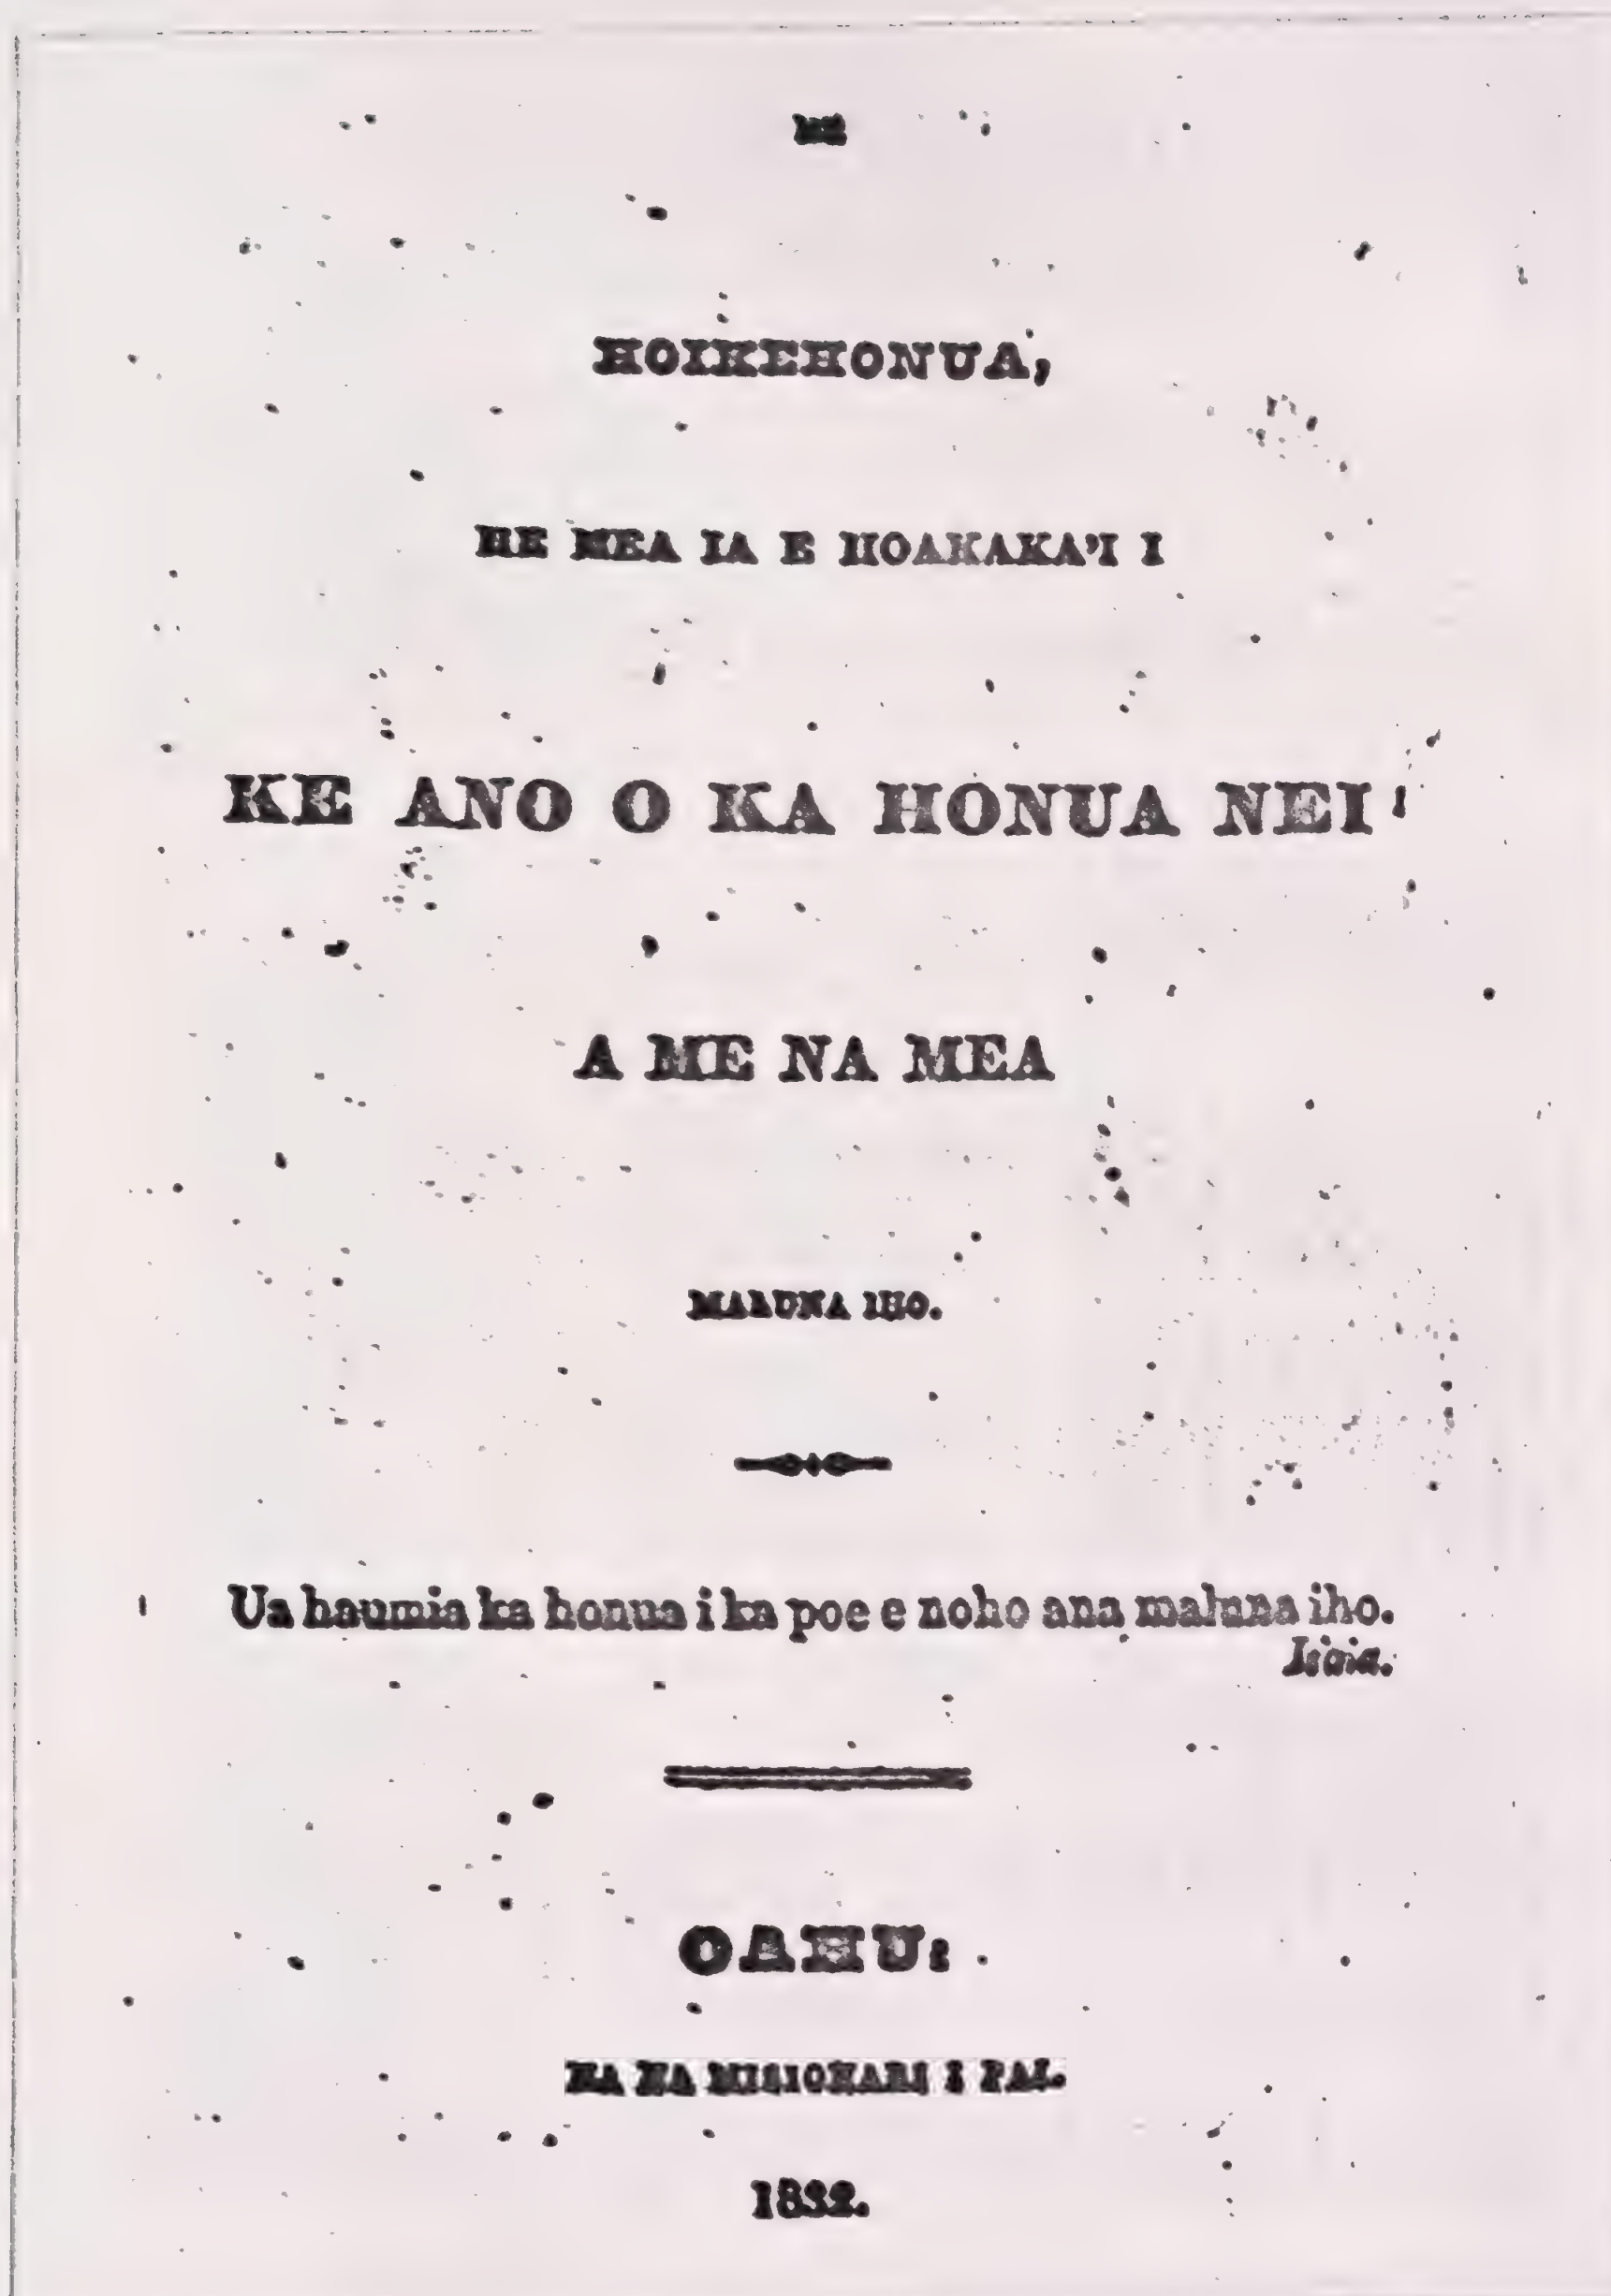 HE
HOIKEHONUA,
HE MEA IA E HOAKAKA'I I
KE ANO O KA HONUA NEI
A ME NA MEA
MALUNA IHO.
Ua haumia ka honua i ka poe e noho ana maluna iho.
Isaia.
OAHU:
NA NA MISIONARI I PAI.
1832.